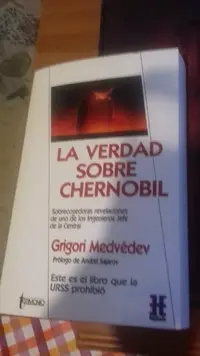 LA VERDAD
SOBRE
CHERNOBIL
Sobrecogedoras revelaciones
de uno de los Ingenieros Jefe
de la Central
Grigori Medvédev
Prólogo de Andréi Sajarov
Este es el libro que la
URSS prohibió